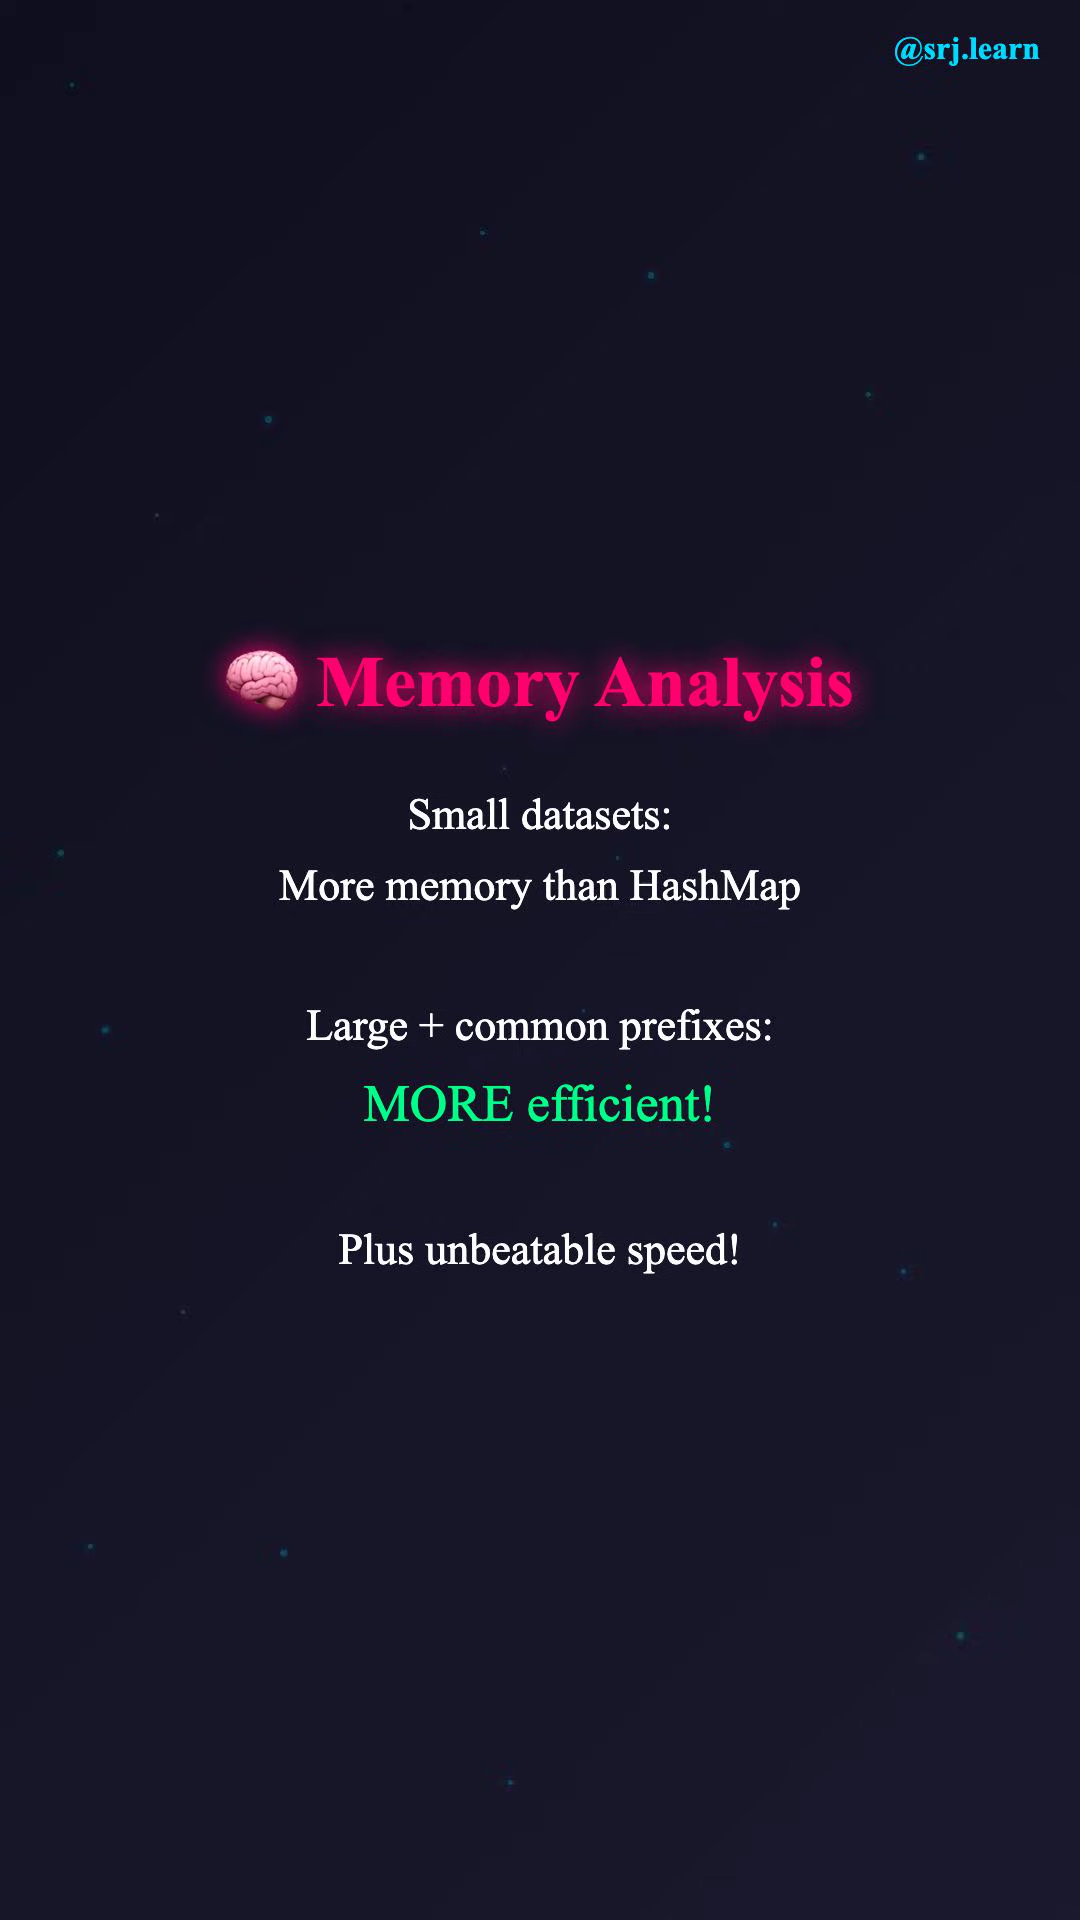 @srj.learn
🧠 Memory Analysis
Small datasets:
More memory than HashMap
Large + common prefixes:
MORE efficient!
Plus unbeatable speed!